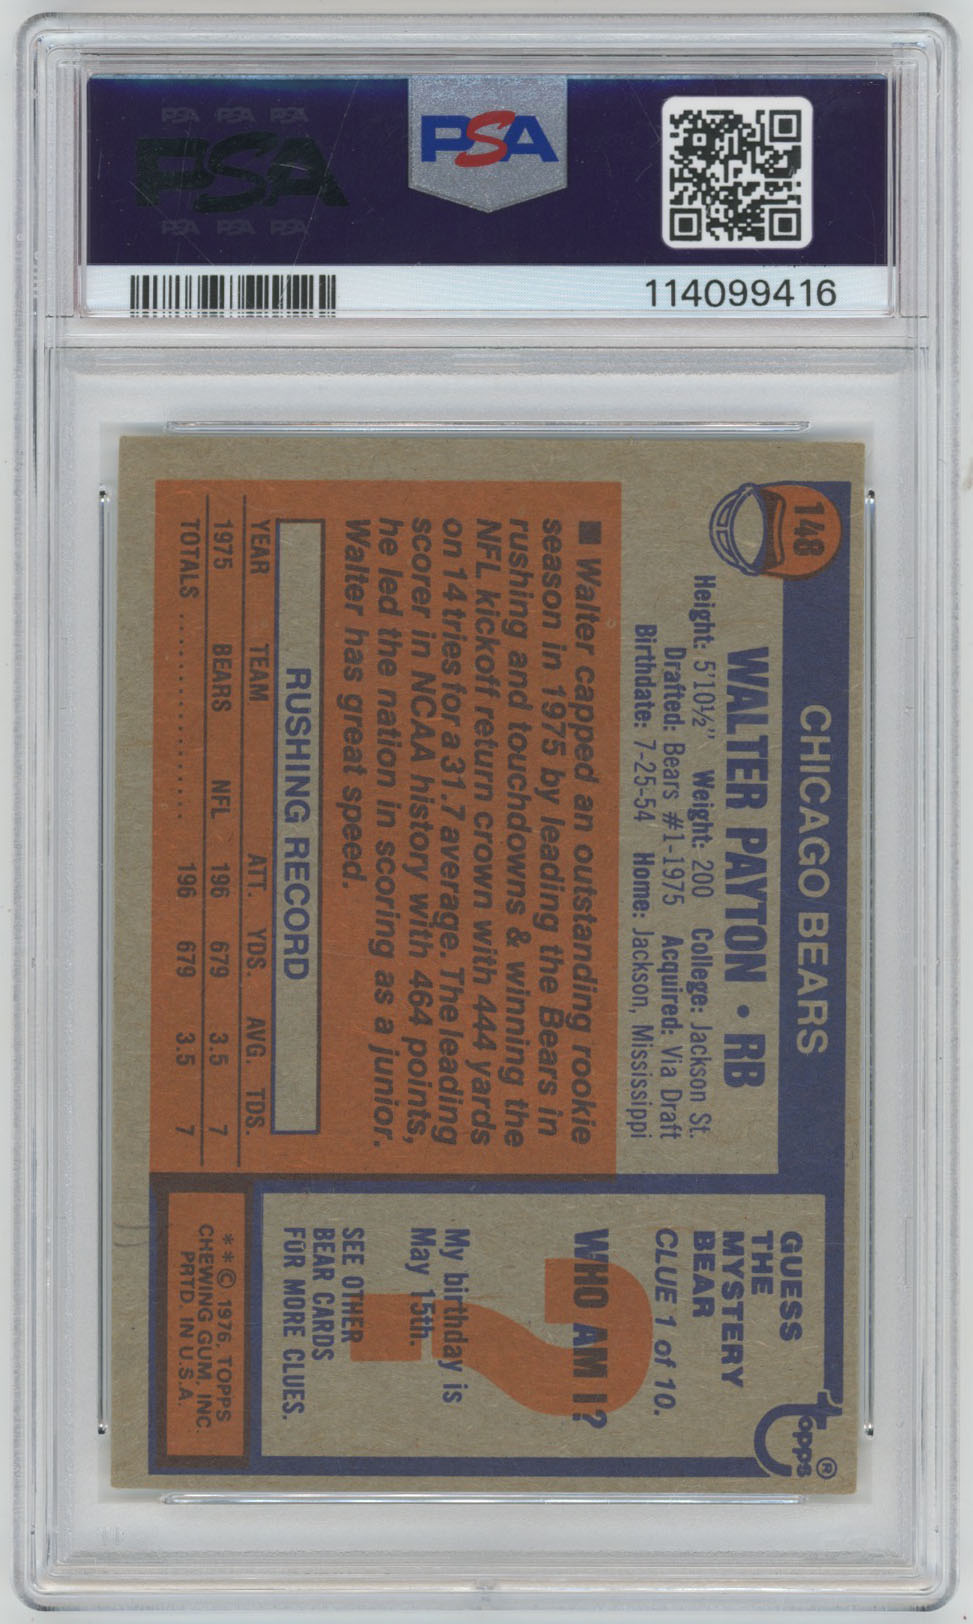 PSA PSA PSA
PSA
PSA PSA PSA
PSA
114099416
148
CHICAGO BEARS
WALTER PAYTON • RB
Height: 5'10½" Weight: 200 College: Jackson St.
Drafted: Bears #1-1975 Acquired: Via Draft
Birthdate: 7-25-54 Home: Jackson, Mississippi
■ Walter capped an outstanding rookie
season in 1975 by leading the Bears in
rushing and touchdowns & winning the
NFL kickoff return crown with 444 yards
on 14 tries for a 31.7 average. The leading
scorer in NCAA history with 464 points,
he led the nation in scoring as a junior.
Walter has great speed.
RUSHING RECORD
YEAR TEAM ATT. YDS. AVG. TDS.
1975 BEARS NFL 196 679 3.5 7
TOTALS .................. 196 679 3.5 7
GUESS
THE
MYSTERY
BEAR
CLUE 1 of 10.
WHO AM I?
?
My birthday is
May 15th.
SEE OTHER
BEAR CARDS
FOR MORE CLUES.
**© 1976, TOPPS
CHEWING GUM, INC.
PRTD. IN U.S.A.
Topps®